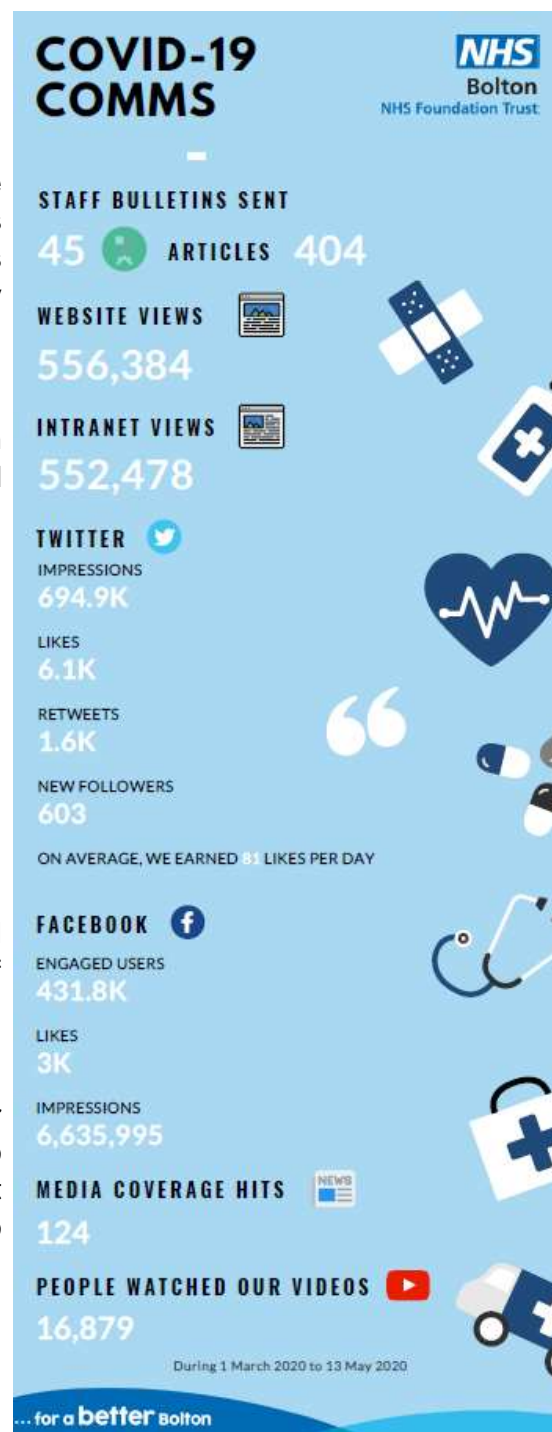 COVID-19
COMMS
NHS
Bolton
NHS Foundation Trust
STAFF BULLETINS SENT
45 ARTICLES 404
WEBSITE VIEWS
556,384
INTRANET VIEWS
552,478
TWITTER
IMPRESSIONS
694.9K
LIKES
6.1K
RETWEETS
1.6K
NEW FOLLOWERS
603
ON AVERAGE, WE EARNED 81 LIKES PER DAY
FACEBOOK
ENGAGED USERS
431.8K
LIKES
3K
IMPRESSIONS
6,635,995
MEDIA COVERAGE HITS
NEWS
124
PEOPLE WATCHED OUR VIDEOS
16,879
During 1 March 2020 to 13 May 2020
... for a better Bolton